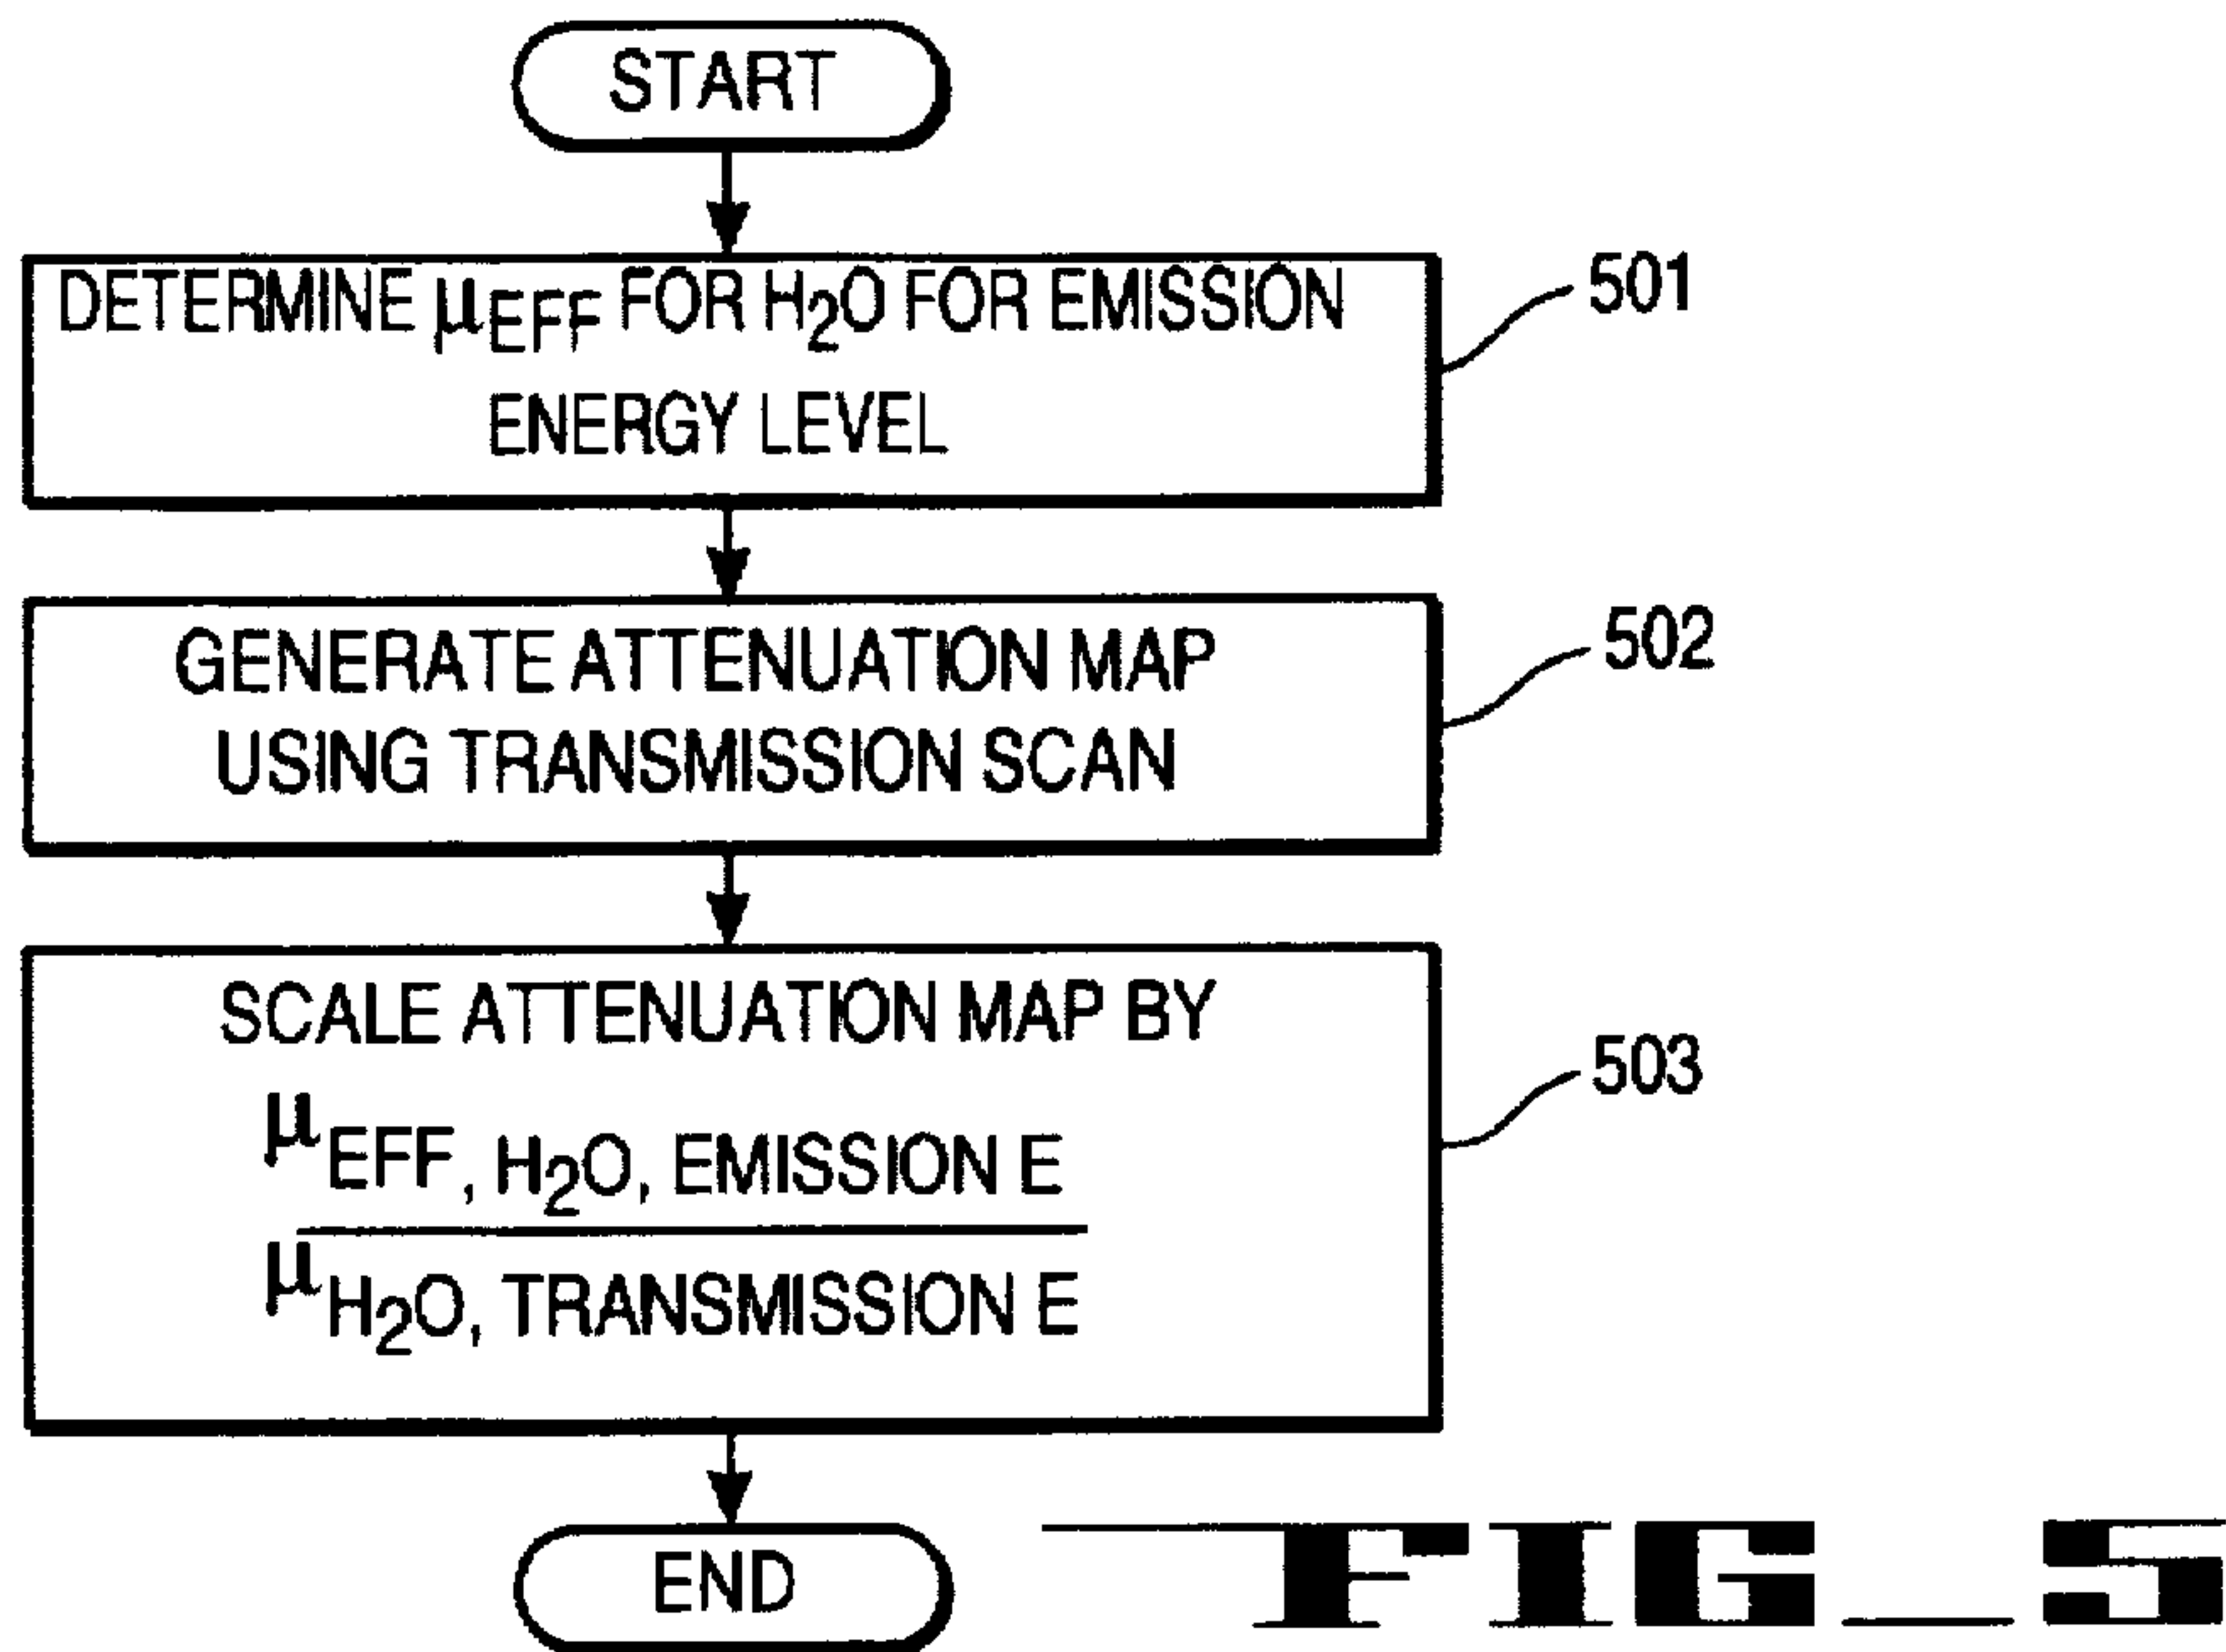 START
DETERMINE μEFF FOR H2O FOR EMISSION
ENERGY LEVEL
501
GENERATE ATTENUATION MAP
USING TRANSMISSION SCAN
502
SCALE ATTENUATION MAP BY
μEFF, H2O, EMISSION E
μH2O, TRANSMISSION E
503
END
FIG_5